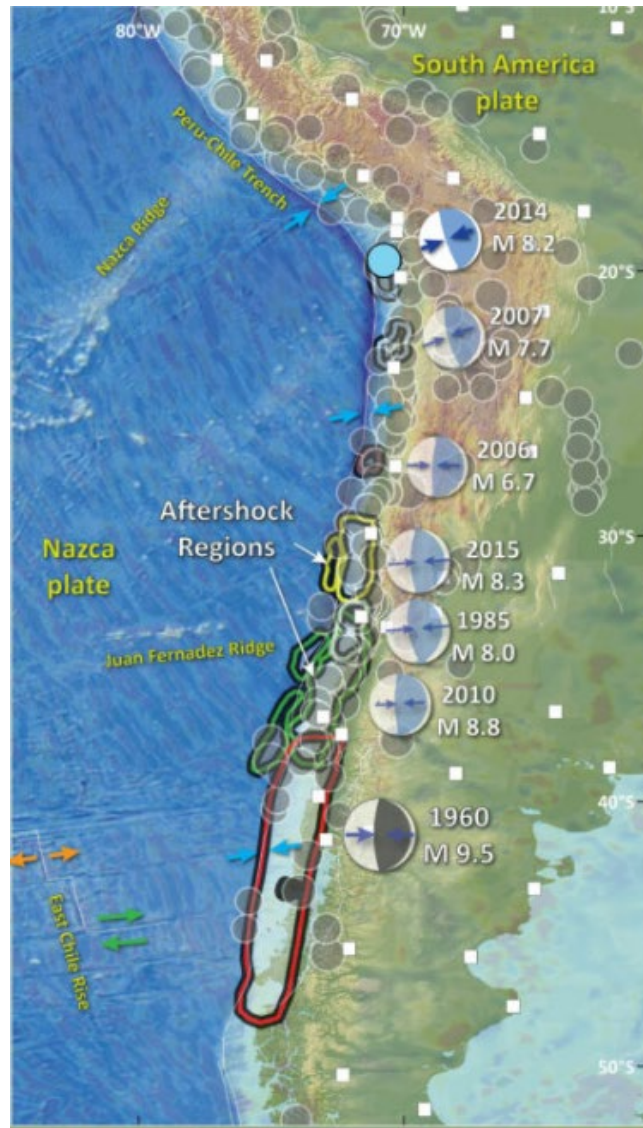 80°W
70°W
10°S
South America
plate
Peru-Chile Trench
Nazca Ridge
2014
M 8.2
20°S
2007
M 7.7
2006
M 6.7
Aftershock
Regions
30°S
Nazca
plate
2015
M 8.3
1985
M 8.0
Juan Fernadez Ridge
2010
M 8.8
40°S
1960
M 9.5
East Chile Rise
50°S